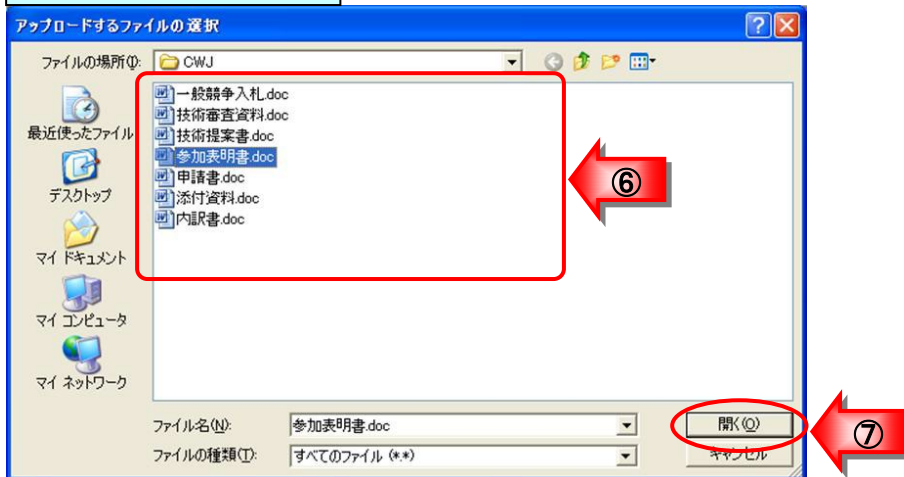 アップロードするファイルの選択
ファイルの場所(I):
CWJ
最近使ったファイル
デスクトップ
マイ ドキュメント
マイ コンピュータ
マイ ネットワーク
一般競争入札.doc
技術審査資料.doc
技術提案書.doc
参加表明書.doc
申請書.doc
添付資料.doc
内訳書.doc
⑥
ファイル名(N):
参加表明書.doc
開く(O)
ファイルの種類(T):
すべてのファイル (*.*)
キャンセル
⑦